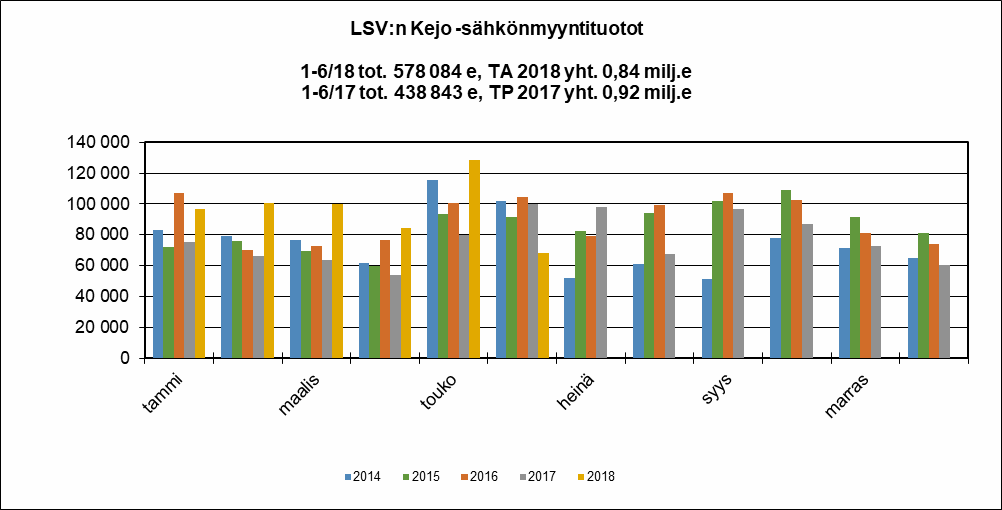 LSV:n Kejo -sähkönmyyntituotot
1-6/18 tot. 578 084 e, TA 2018 yht. 0,84 milj.e
1-6/17 tot. 438 843 e, TP 2017 yht. 0,92 milj.e
140 000
120 000
100 000
80 000
60 000
40 000
20 000
0
tammi
maalis
touko
heinä
syys
marras
2014
2015
2016
2017
2018